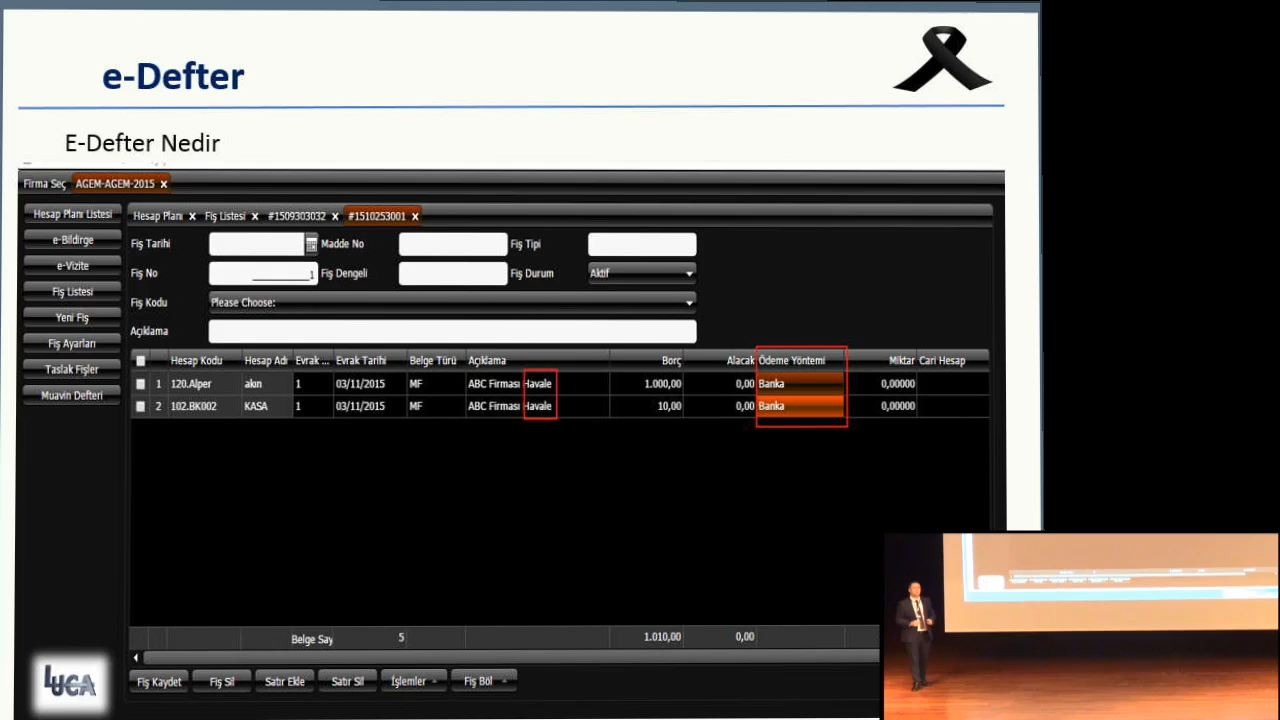 e-Defter
E-Defter Nedir
Firma Seç AGEM-AGEM-2015 x
Hesap Planı Listesi
e-Bildirge
e-Vizite
Fiş Listesi
Yeni Fiş
Fiş Ayarları
Taslak Fişler
Muavin Defteri
Hesap Planı x Fiş Listesi x #1509303032 x #1510253001 x
Fiş Tarihi Madde No Fiş Tipi
Fiş No 1 Fiş Dengeli Fiş Durum Aktif
Fiş Kodu Please Choose:
Açıklama
Hesap Kodu Hesap Adı Evrak ... Evrak Tarihi Belge Türü Açıklama Borç Alacak Ödeme Yöntemi Miktar Cari Hesap
1 120.Alper akın 1 03/11/2015 MF ABC Firması Havale 1.000,00 0,00 Banka 0,00000
2 102.BK002 KASA 1 03/11/2015 MF ABC Firması Havale 10,00 0,00 Banka 0,00000
Belge Say 5 1.010,00 0,00
Fiş Kaydet Fiş Sil Satır Ekle Satır Sil İşlemler Fiş Böl
LUCA